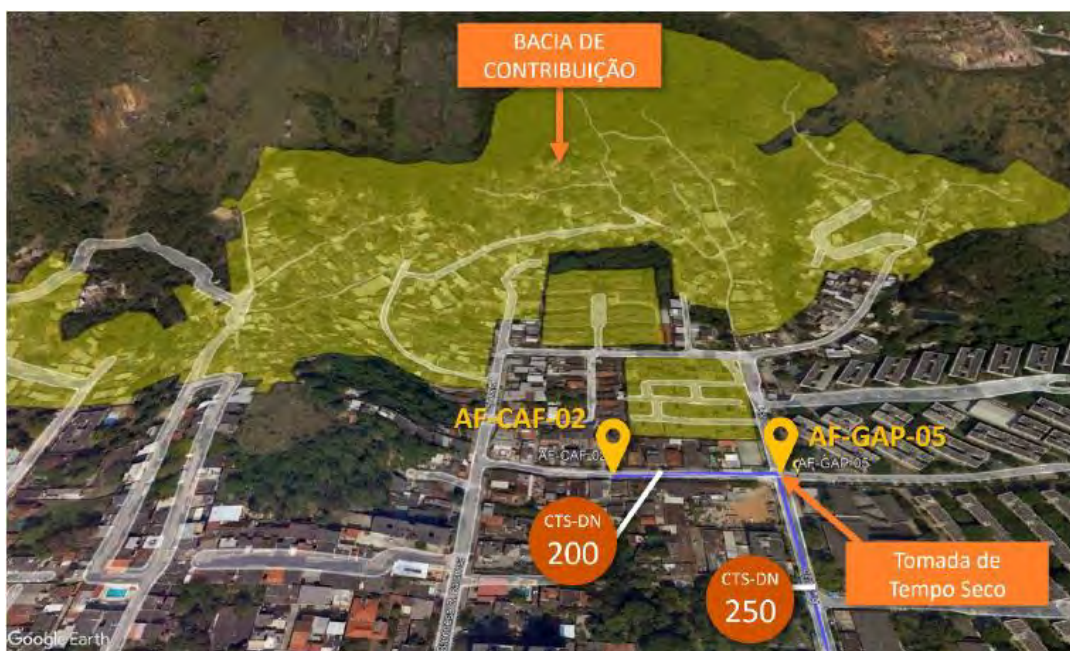 BACIA DE
CONTRIBUIÇÃO
AF-CAF-02
AF-GAP-05
AF-CAF-02
AF-GAP-05
CTS-DN
200
CTS-DN
250
Tomada de
Tempo Seco
Google Earth